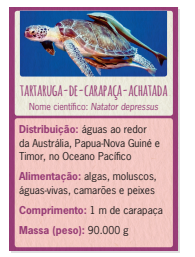 TARTARUGA-DE-CARAPAÇA-ACHATADA
Nome científico: Natator depressus
Distribuição: águas ao redor
da Austrália, Papua-Nova Guiné e
Timor, no Oceano Pacífico
Alimentação: algas, moluscos,
águas-vivas, camarões e peixes
Comprimento: 1 m de carapaça
Massa (peso): 90.000 g